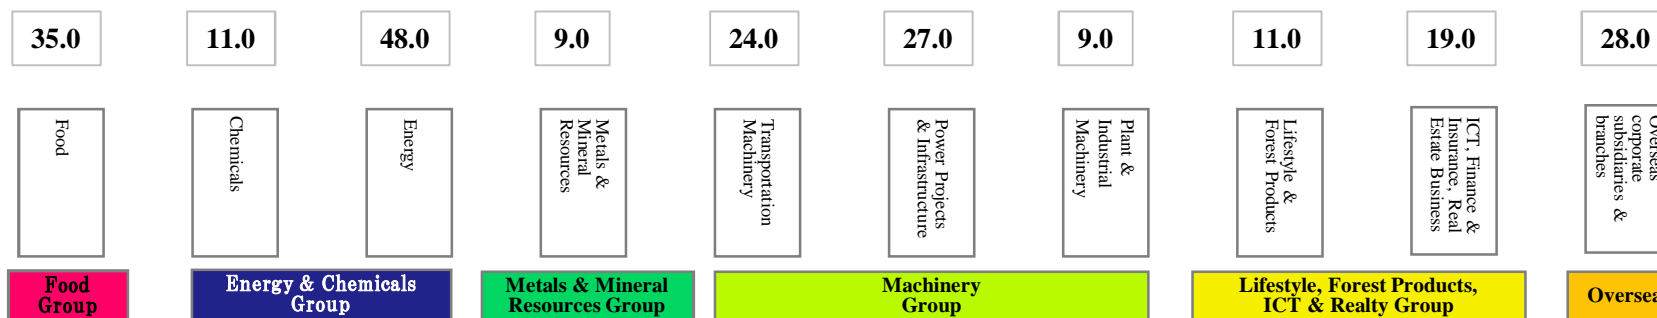 35.0
11.0
48.0
9.0
24.0
27.0
9.0
11.0
19.0
28.0
Food
Chemicals
Energy
Metals &
Mineral
Resources
Transportation
Machinery
Power Projects
& Infrastructure
Plant &
Industrial
Machinery
Lifestyle &
Forest Products
ICT, Finance &
Insurance, Real
Estate Business
Overseas
corporate
subsidiaries &
branches
Food
Group
Energy & Chemicals
Group
Metals & Mineral
Resources Group
Machinery
Group
Lifestyle, Forest Products,
ICT & Realty Group
Oversea